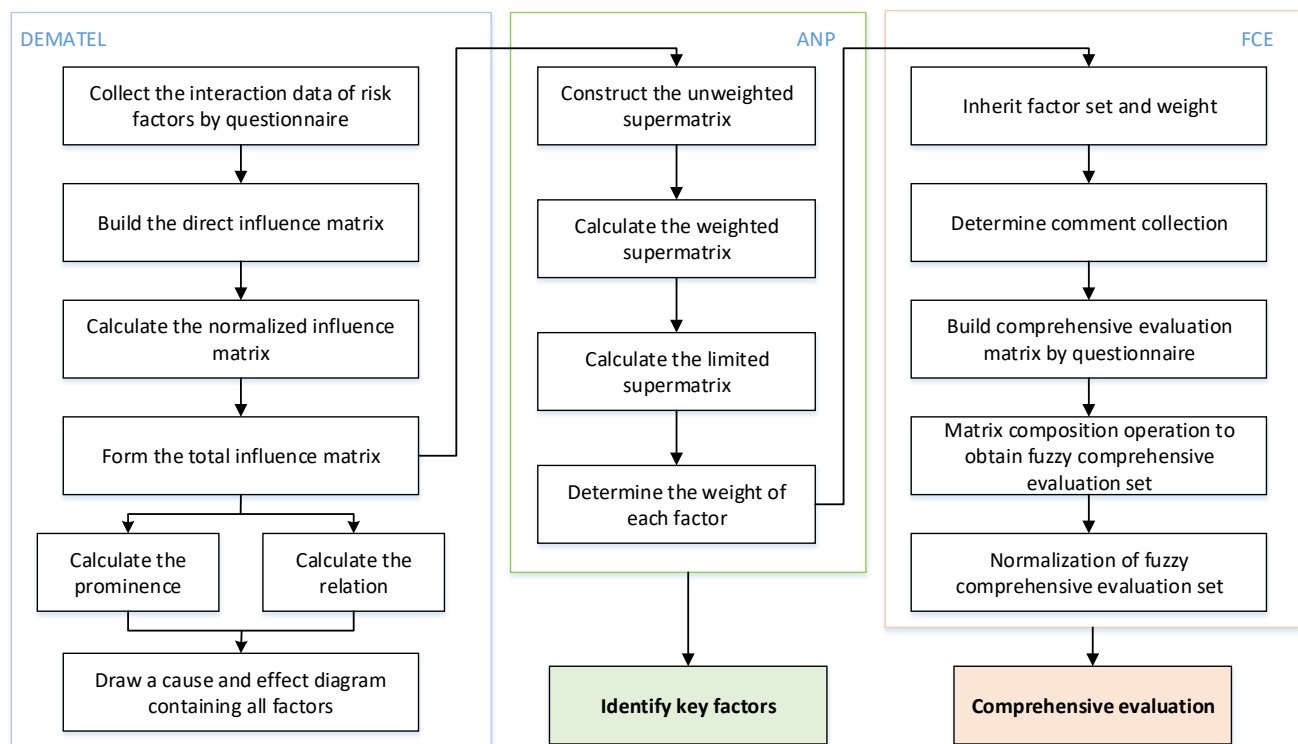 DEMATEL
Collect the interaction data of risk
factors by questionnaire
Build the direct influence matrix
Calculate the normalized influence
matrix
Form the total influence matrix
Calculate the
prominence
Calculate the
relation
Draw a cause and effect diagram
containing all factors
ANP
Construct the unweighted
supermatrix
Calculate the weighted
supermatrix
Calculate the limited
supermatrix
Determine the weight of
each factor
Identify key factors
FCE
Inherit factor set and weight
Determine comment collection
Build comprehensive evaluation
matrix by questionnaire
Matrix composition operation to
obtain fuzzy comprehensive
evaluation set
Normalization of fuzzy
comprehensive evaluation set
Comprehensive evaluation